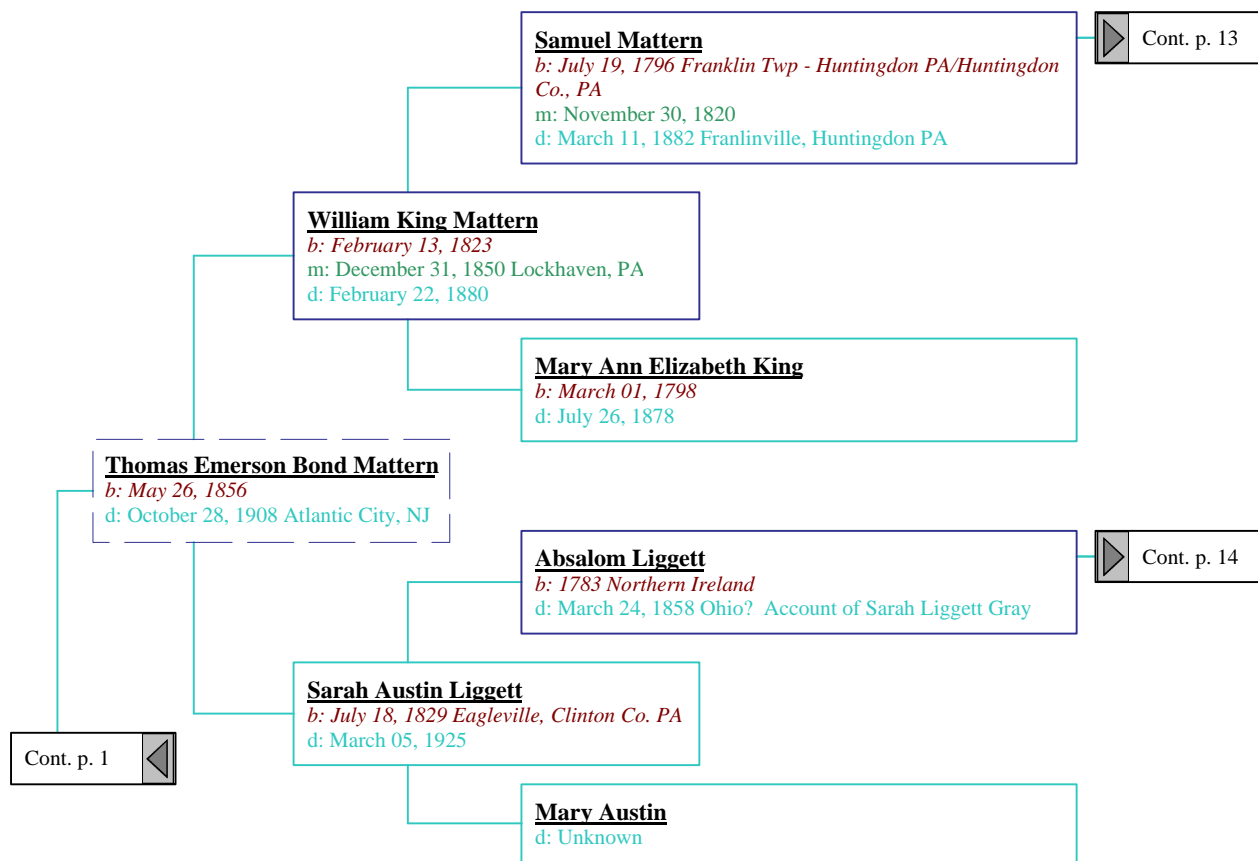 Samuel Mattern
b: July 19, 1796 Franklin Twp - Huntingdon PA/Huntingdon
Co., PA
m: November 30, 1820
d: March 11, 1882 Franlinville, Huntingdon PA
Cont. p. 13
William King Mattern
b: February 13, 1823
m: December 31, 1850 Lockhaven, PA
d: February 22, 1880
Mary Ann Elizabeth King
b: March 01, 1798
d: July 26, 1878
Thomas Emerson Bond Mattern
b: May 26, 1856
d: October 28, 1908 Atlantic City, NJ
Absalom Liggett
b: 1783 Northern Ireland
d: March 24, 1858 Ohio?  Account of Sarah Liggett Gray
Cont. p. 14
Sarah Austin Liggett
b: July 18, 1829 Eagleville, Clinton Co. PA
d: March 05, 1925
Cont. p. 1
Mary Austin
d: Unknown